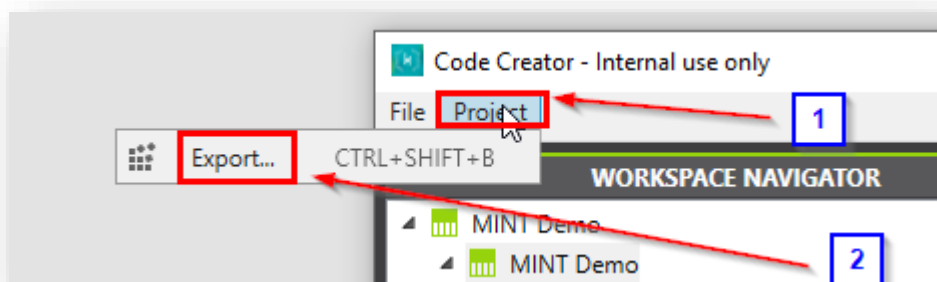 Code Creator - Internal use only
File Project
1
Export... CTRL+SHIFT+B
WORKSPACE NAVIGATOR
MINT Demo
MINT Demo
2